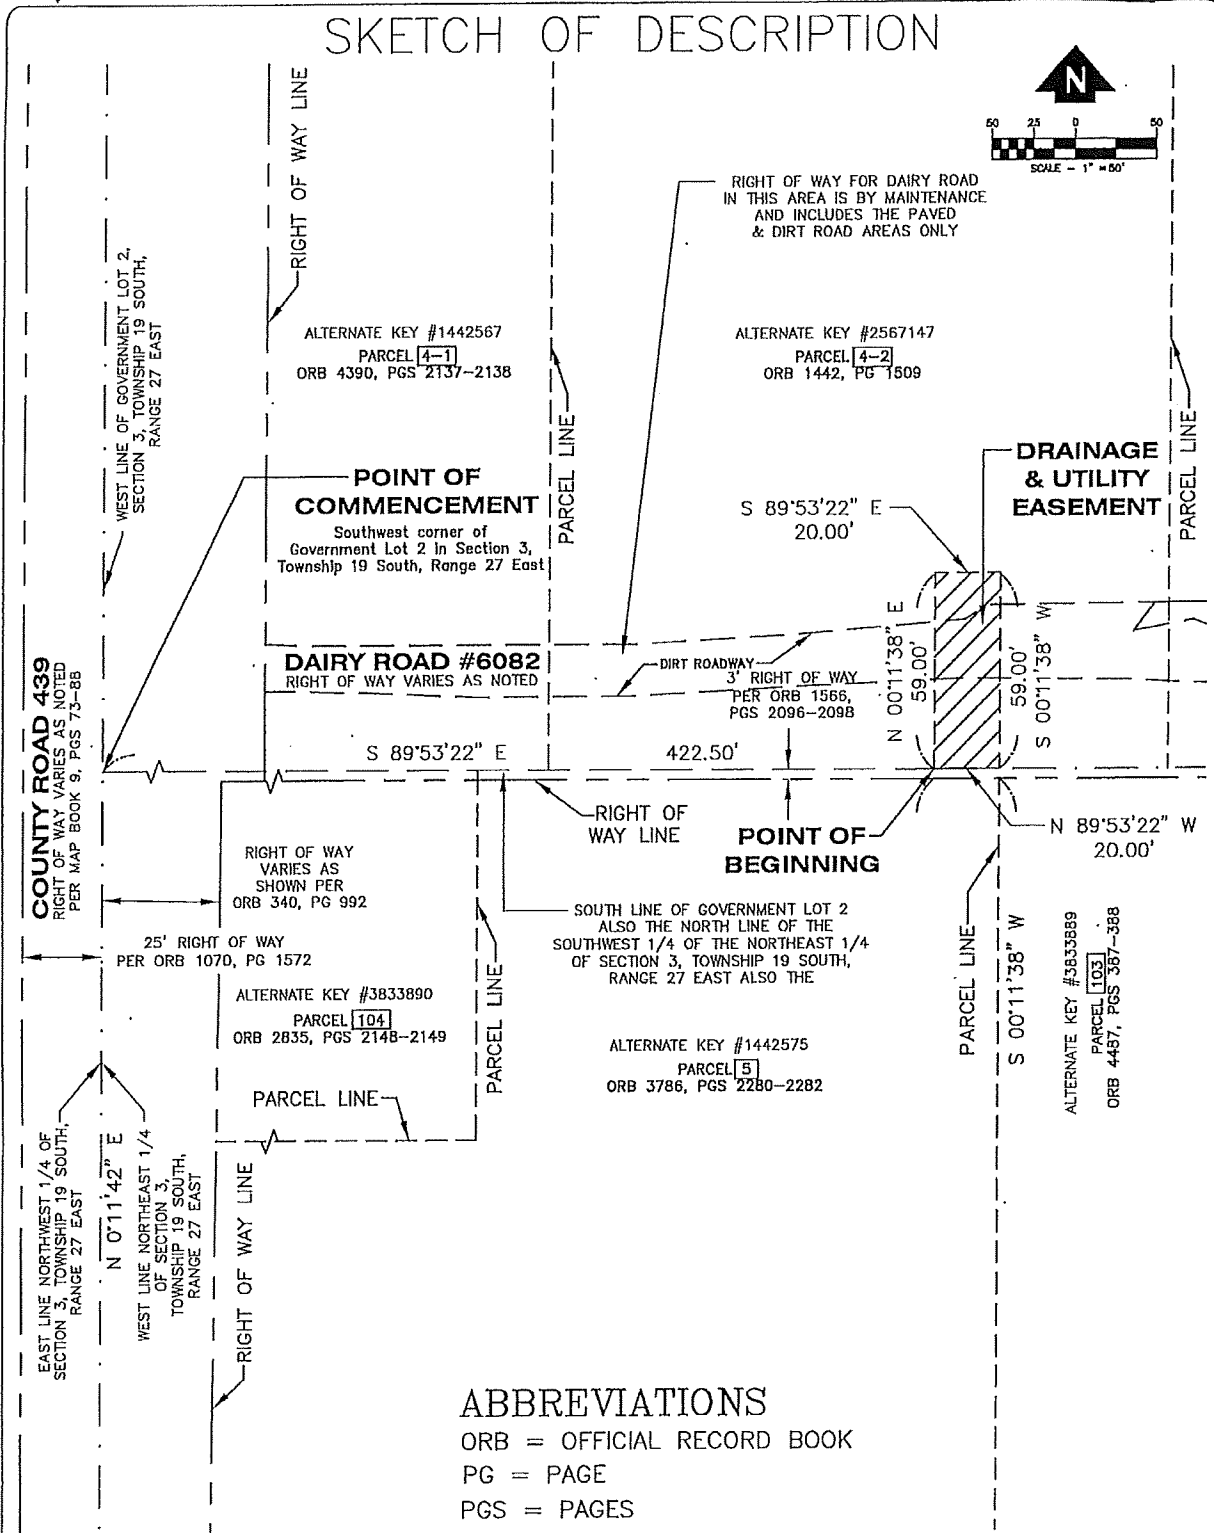 SKETCH OF DESCRIPTION
N
50 25 0 50
SCALE - 1" = 50'
RIGHT OF WAY LINE
RIGHT OF WAY FOR DAIRY ROAD
IN THIS AREA IS BY MAINTENANCE
AND INCLUDES THE PAVED
& DIRT ROAD AREAS ONLY
WEST LINE OF GOVERNMENT LOT 2,
SECTION 3, TOWNSHIP 19 SOUTH,
RANGE 27 EAST
ALTERNATE KEY #1442567
PARCEL 4-1
ORB 4390, PGS 2137-2138
ALTERNATE KEY #2567147
PARCEL 4-2
ORB 1442, PG 1509
PARCEL LINE
PARCEL LINE
POINT OF
COMMENCEMENT
Southwest corner of
Government Lot 2 In Section 3,
Township 19 South, Range 27 East
DRAINAGE
& UTILITY
EASEMENT
S 89°53'22" E
20.00'
N 00°11'38" E
59.00'
59.00'
S 00°11'38" W
DAIRY ROAD #6082
RIGHT OF WAY VARIES AS NOTED
DIRT ROADWAY
3' RIGHT OF WAY
PER ORB 1566,
PGS 2096-2098
COUNTY ROAD 439
RIGHT OF WAY VARIES AS NOTED
PER MAP BOOK 9, PGS 73-88
S 89°53'22" E
422.50'
RIGHT OF
WAY LINE
POINT OF
BEGINNING
N 89°53'22" W
20.00'
RIGHT OF WAY
VARIES AS
SHOWN PER
ORB 340, PG 992
25' RIGHT OF WAY
PER ORB 1070, PG 1572
SOUTH LINE OF GOVERNMENT LOT 2
ALSO THE NORTH LINE OF THE
SOUTHWEST 1/4 OF THE NORTHEAST 1/4
OF SECTION 3, TOWNSHIP 19 SOUTH,
RANGE 27 EAST ALSO THE
ALTERNATE KEY #3833890
PARCEL 104
ORB 2835, PGS 2148-2149
PARCEL LINE
ALTERNATE KEY #1442575
PARCEL 5
ORB 3786, PGS 2280-2282
PARCEL LINE
S 00°11'38" W
ALTERNATE KEY #3833889
PARCEL 103
ORB 4487, PGS 387-388
PARCEL LINE
EAST LINE NORTHWEST 1/4 OF
SECTION 3, TOWNSHIP 19 SOUTH,
RANGE 27 EAST
N 0°11'42" E
WEST LINE NORTHEAST 1/4
OF SECTION 3,
TOWNSHIP 19 SOUTH,
RANGE 27 EAST
RIGHT OF WAY LINE
ABBREVIATIONS
ORB = OFFICIAL RECORD BOOK
PG = PAGE
PGS = PAGES